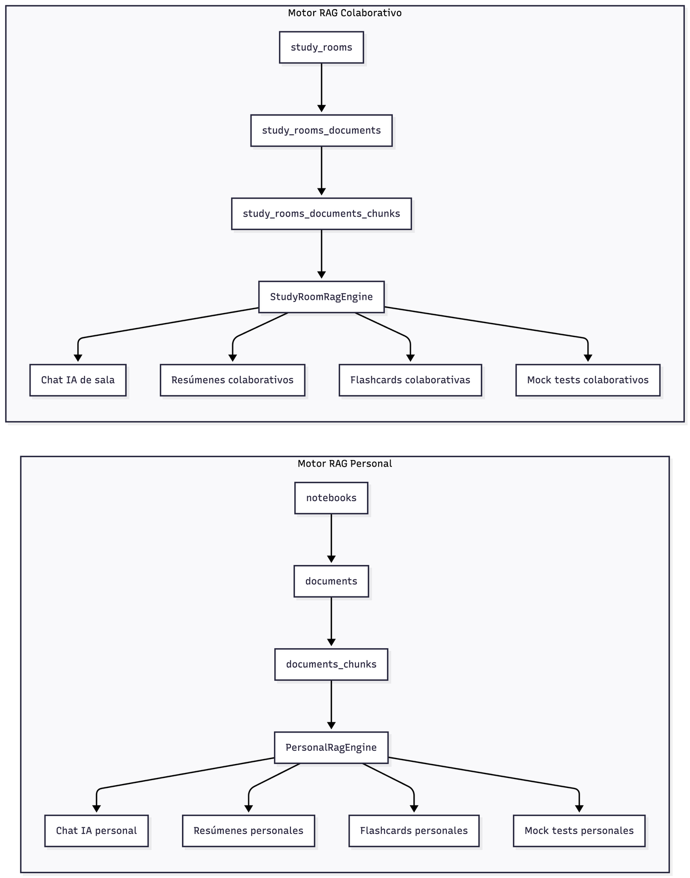 Motor RAG Colaborativo
study_rooms
study_rooms_documents
study_rooms_documents_chunks
StudyRoomRagEngine
Chat IA de sala
Resúmenes colaborativos
Flashcards colaborativas
Mock tests colaborativos
Motor RAG Personal
notebooks
documents
documents_chunks
PersonalRagEngine
Chat IA personal
Resúmenes personales
Flashcards personales
Mock tests personales